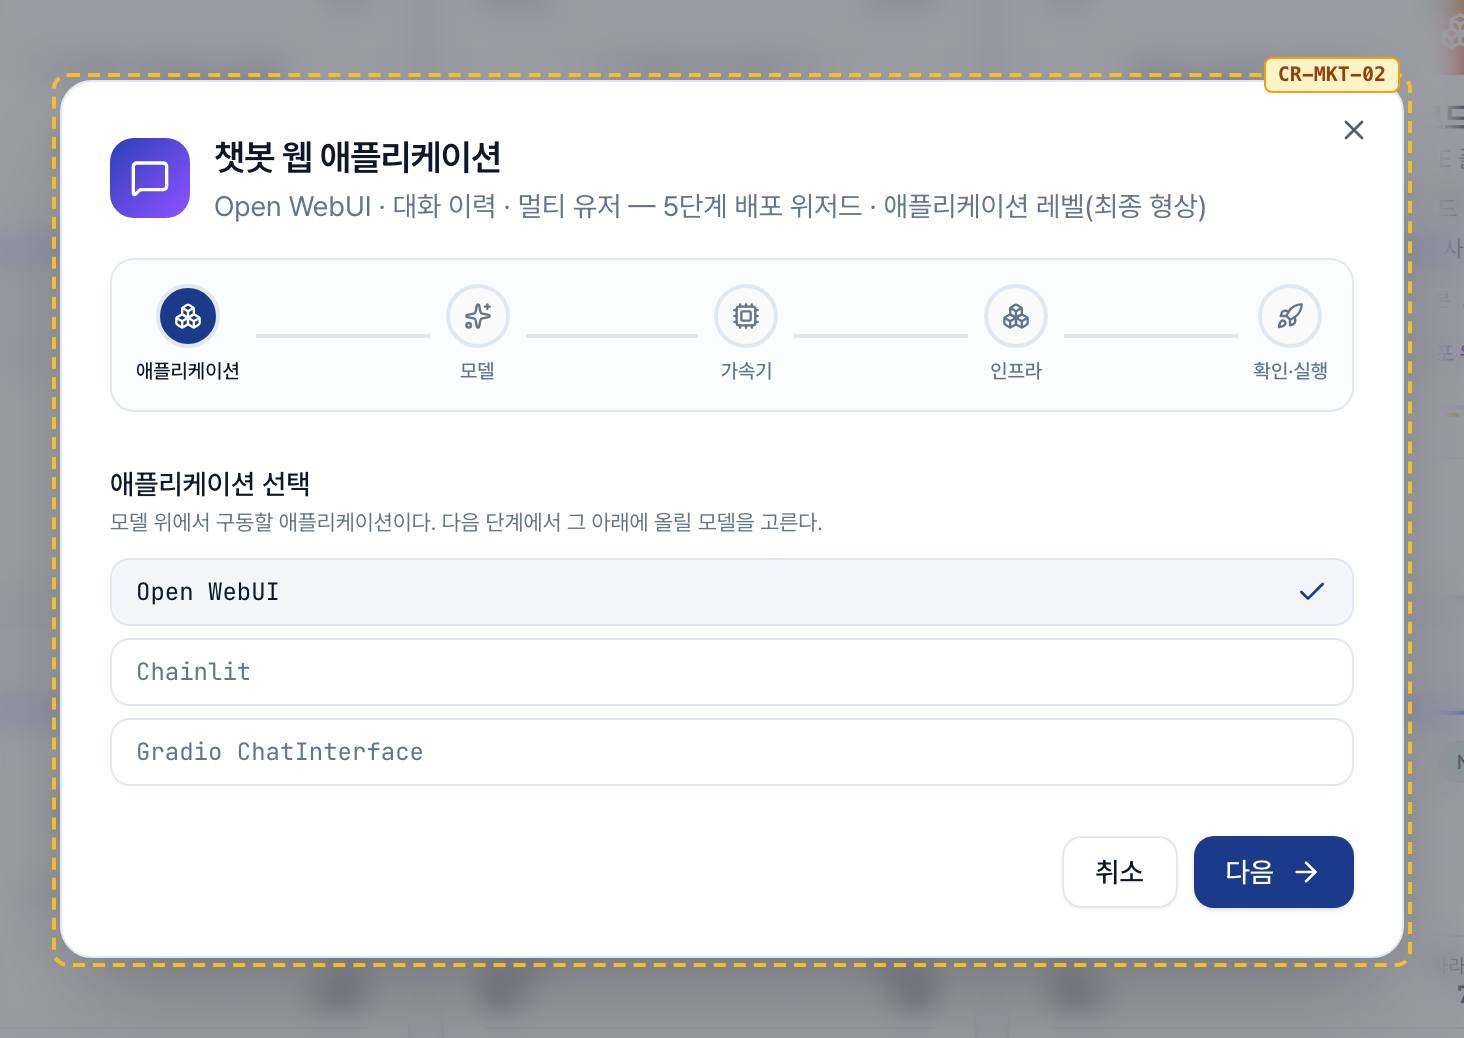 CR-MKT-02
챗봇 웹 애플리케이션
Open WebUI · 대화 이력 · 멀티 유저 — 5단계 배포 위저드 · 애플리케이션 레벨(최종 형상)
애플리케이션
모델
가속기
인프라
확인·실행
애플리케이션 선택
모델 위에서 구동할 애플리케이션이다. 다음 단계에서 그 아래에 올릴 모델을 고른다.
Open WebUI
Chainlit
Gradio ChatInterface
취소
다음